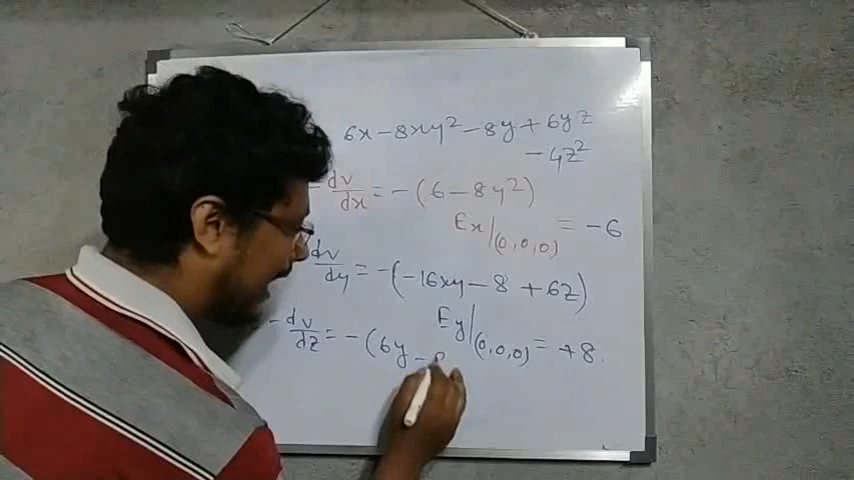 6x - 8xy² - 8y + 6yz
- 4z²
- dv/dx = - (6 - 8y²)
Ex|(0,0,0) = -6
dv/dy = - (-16xy - 8 + 6z)
Ey|(0,0,0) = +8
- dv/dz = - (6y - 8